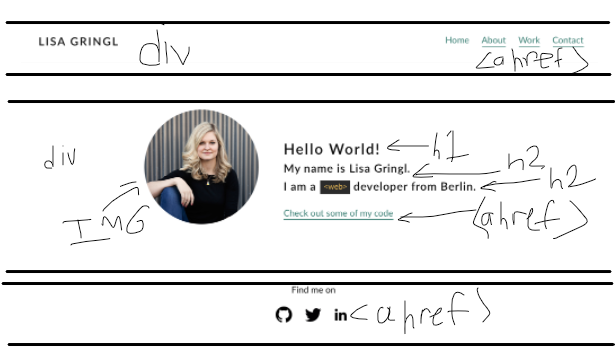 LISA GRINGL div Home About Work Contact
<a href>
Hello World! h1
div My name is Lisa Gringl. h2
I am a <web> developer from Berlin. h2
IMG Check out some of my code <a href>
Find me on
in <a href>